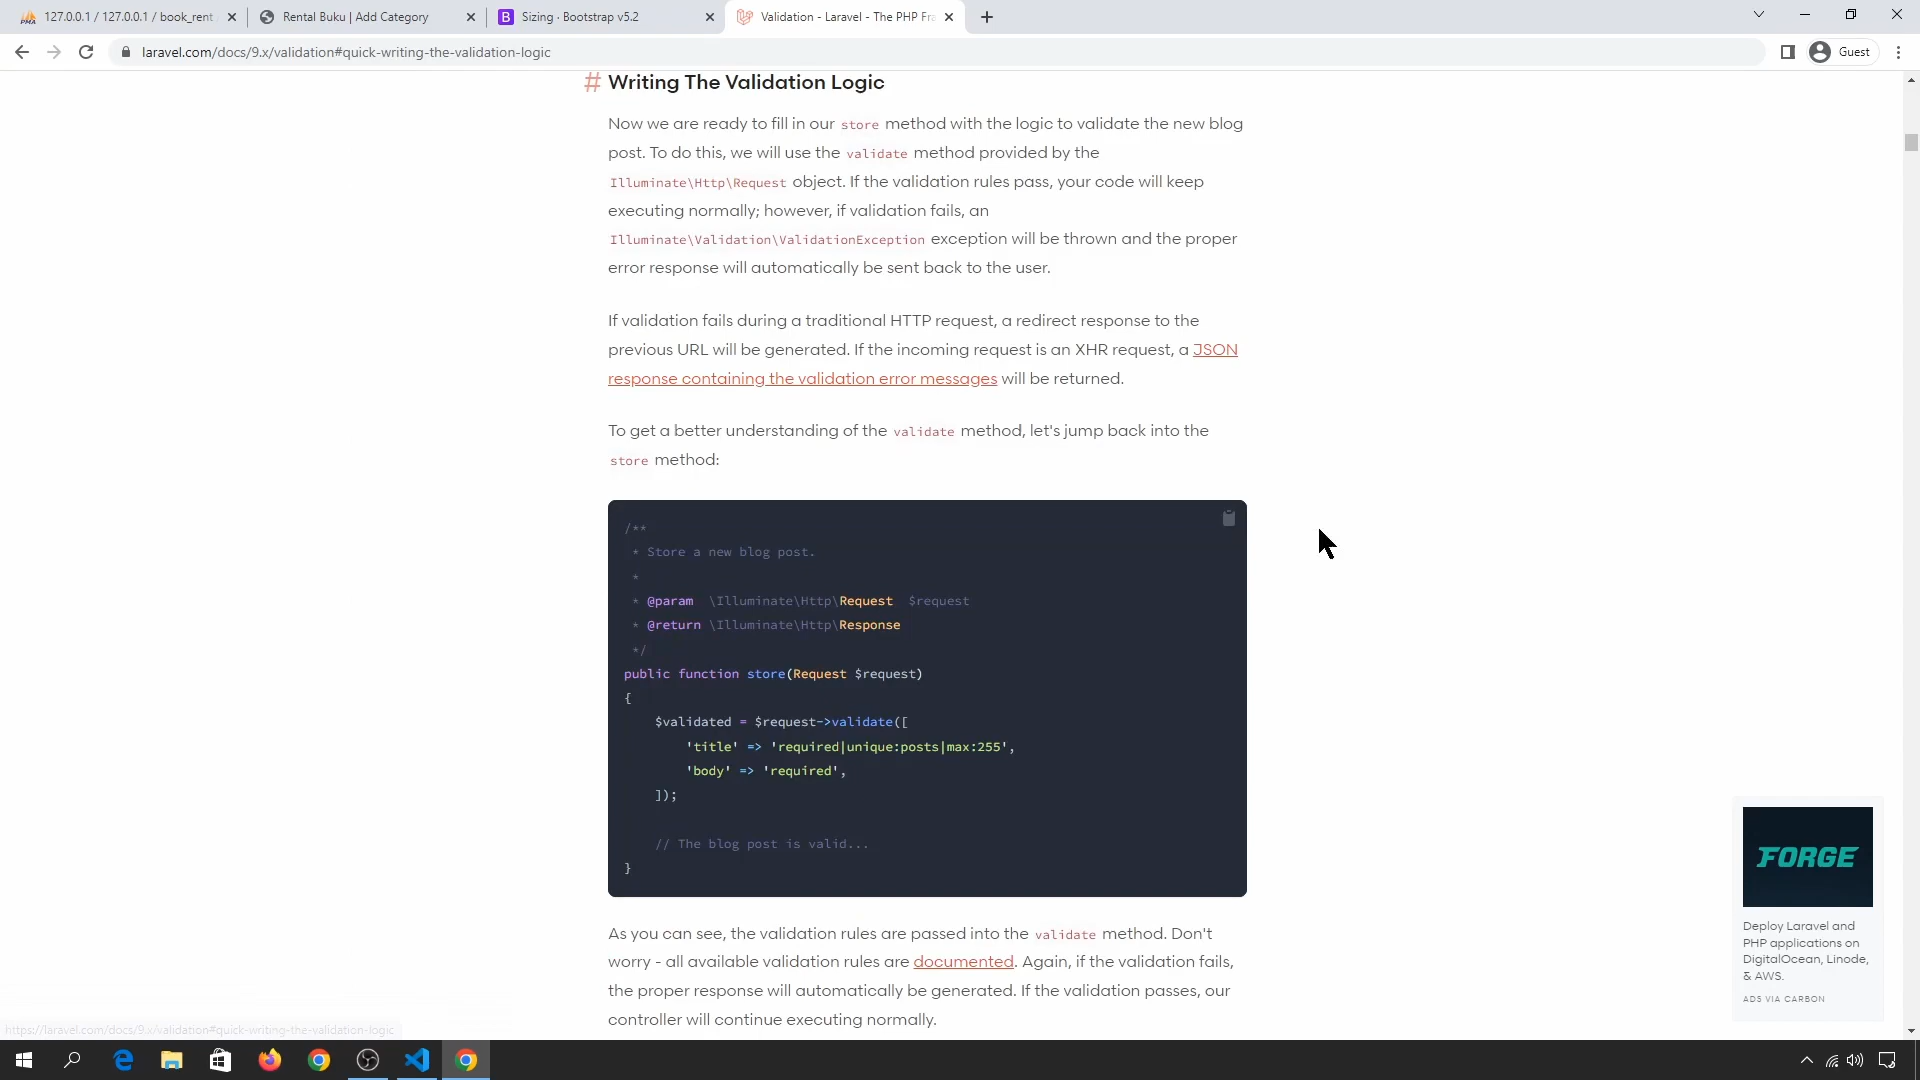 127.0.0.1 / 127.0.0.1 / book_rent
Rental Buku | Add Category
Sizing · Bootstrap v5.2
Validation - Laravel - The PHP Fra
laravel.com/docs/9.x/validation#quick-writing-the-validation-logic
Guest
# Writing The Validation Logic
Now we are ready to fill in our store method with the logic to validate the new blog
post. To do this, we will use the validate method provided by the
Illuminate\Http\Request object. If the validation rules pass, your code will keep
executing normally; however, if validation fails, an
Illuminate\Validation\ValidationException exception will be thrown and the proper
error response will automatically be sent back to the user.
If validation fails during a traditional HTTP request, a redirect response to the
previous URL will be generated. If the incoming request is an XHR request, a JSON
response containing the validation error messages will be returned.
To get a better understanding of the validate method, let's jump back into the
store method:
/**
* Store a new blog post.
*
* @param \Illuminate\Http\Request $request
* @return \Illuminate\Http\Response
*/
public function store(Request $request)
{
$validated = $request->validate([
'title' => 'required|unique:posts|max:255',
'body' => 'required',
]);
// The blog post is valid...
}
As you can see, the validation rules are passed into the validate method. Don't
worry - all available validation rules are documented. Again, if the validation fails,
the proper response will automatically be generated. If the validation passes, our
controller will continue executing normally.
FORGE
Deploy Laravel and
PHP applications on
DigitalOcean, Linode,
& AWS.
ADS VIA CARBON
https://laravel.com/docs/9.x/validation#quick-writing-the-validation-logic